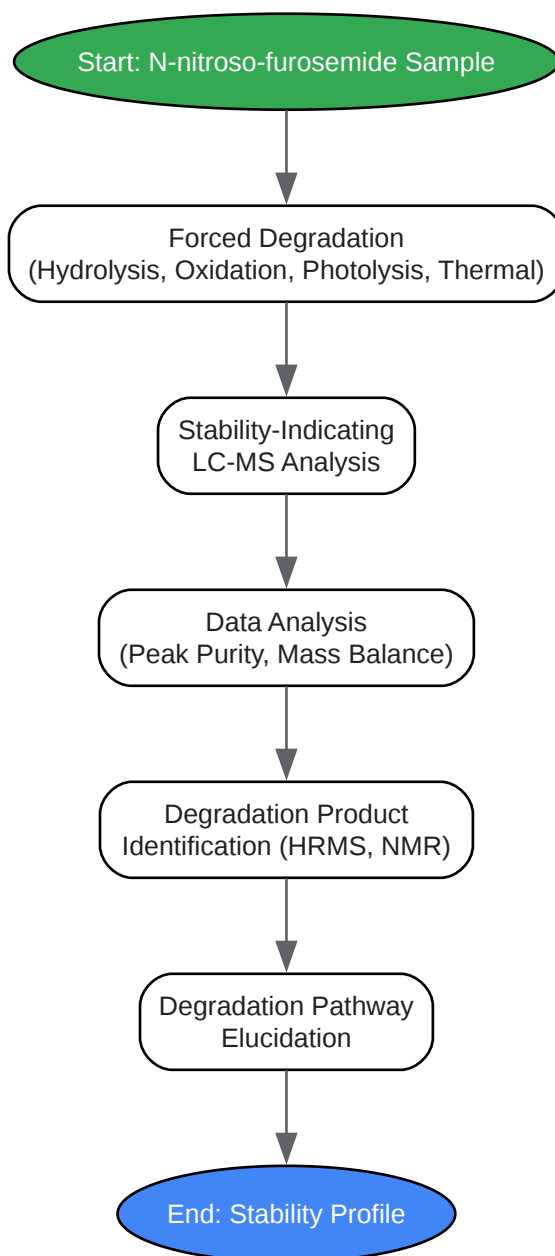 Start: N-nitroso-furosemide Sample
Forced Degradation
(Hydrolysis, Oxidation, Photolysis, Thermal)
Stability-Indicating
LC-MS Analysis
Data Analysis
(Peak Purity, Mass Balance)
Degradation Product
Identification (HRMS, NMR)
Degradation Pathway
Elucidation
End: Stability Profile